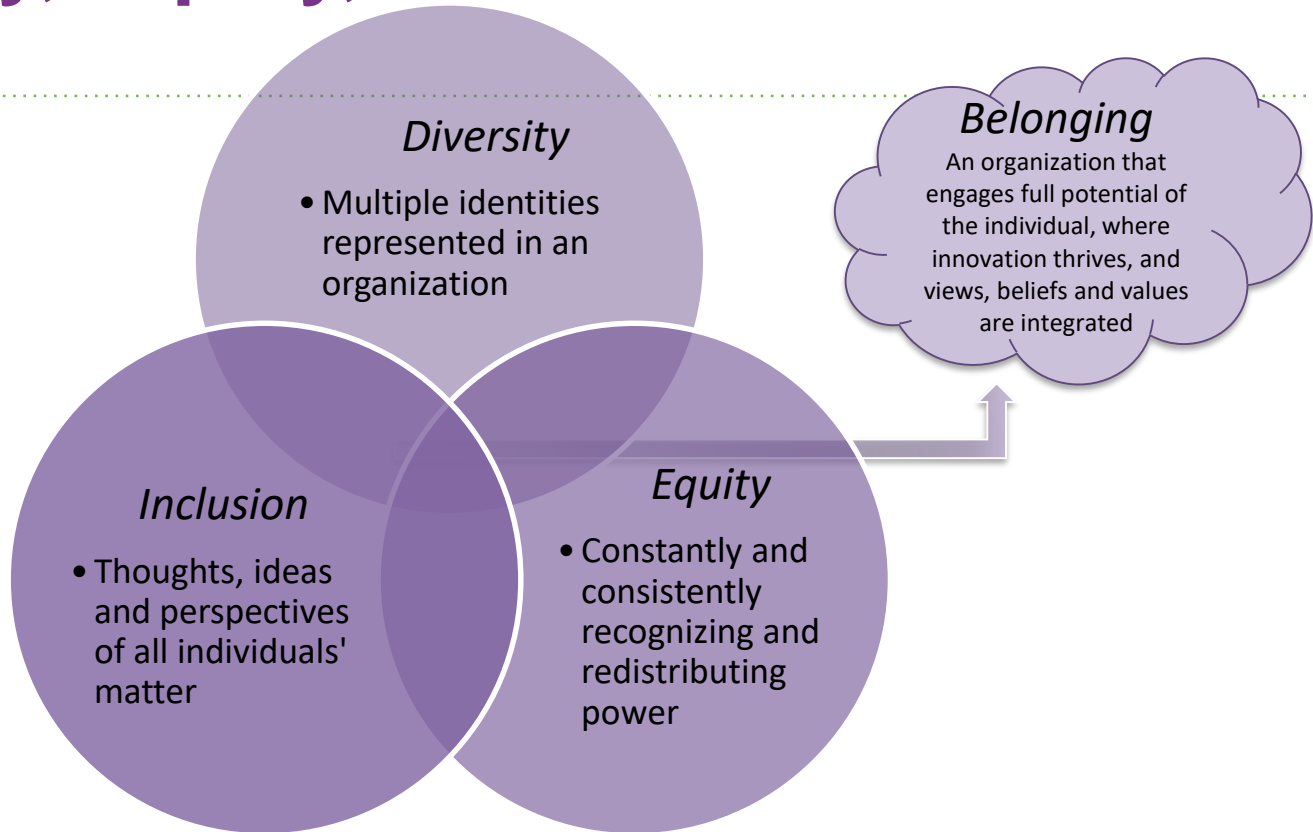 Diversity
• Multiple identities
represented in an
organization
Belonging
An organization that
engages full potential of
the individual, where
innovation thrives, and
views, beliefs and values
are integrated
Inclusion
• Thoughts, ideas
and perspectives
of all individuals'
matter
Equity
• Constantly and
consistently
recognizing and
redistributing
power